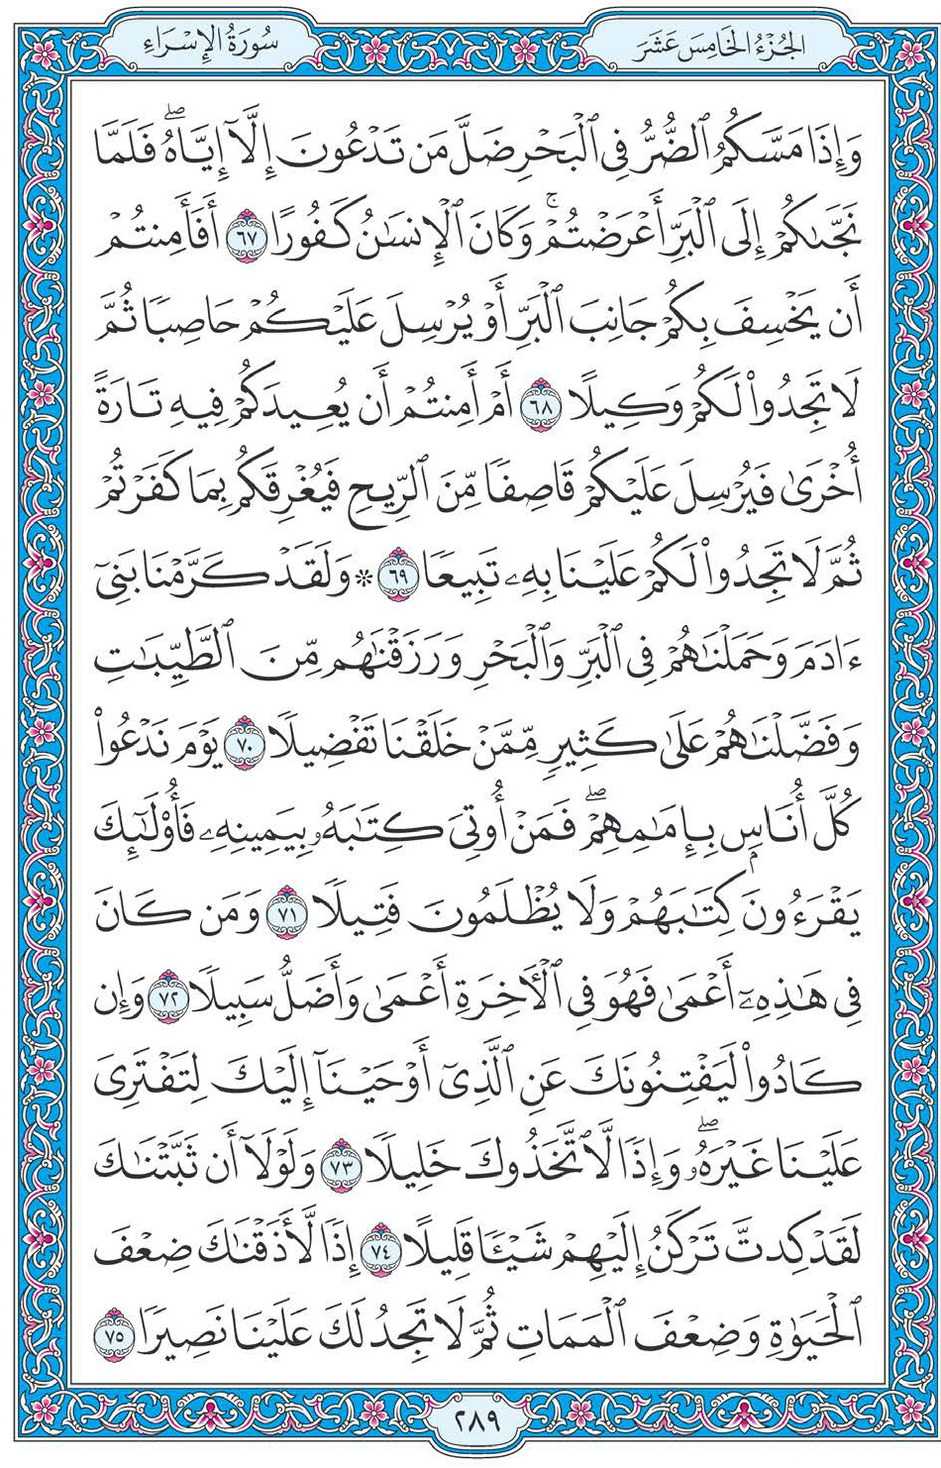 الجُزْءُ الخَامِسَ عَشَرَ
سُورَةُ الإِسْرَاءِ
وَإِذَا مَسَّكُمُ ٱلضُّرُّ فِى ٱلْبَحْرِ ضَلَّ مَن تَدْعُونَ إِلَّآ إِيَّاهُۖ فَلَمَّا
نَجَّىٰكُمْ إِلَى ٱلْبَرِّ أَعْرَضْتُمْۚ وَكَانَ ٱلْإِنسَٰنُ كَفُورًا ٦٧ أَفَأَمِنتُمْ
أَن يَخْسِفَ بِكُمْ جَانِبَ ٱلْبَرِّ أَوْ يُرْسِلَ عَلَيْكُمْ حَاصِبًا ثُمَّ
لَا تَجِدُوا۟ لَكُمْ وَكِيلًا ٦٨ أَمْ أَمِنتُمْ أَن يُعِيدَكُمْ فِيهِ تَارَةً
أُخْرَىٰ فَيُرْسِلَ عَلَيْكُمْ قَاصِفًا مِّنَ ٱلرِّيحِ فَيُغْرِقَكُم بِمَا كَفَرْتُمْ
ثُمَّ لَا تَجِدُوا۟ لَكُمْ عَلَيْنَا بِهِۦ تَبِيعًا ٦٩ * وَلَقَدْ كَرَّمْنَا بَنِىٓ
ءَادَمَ وَحَمَلْنَٰهُمْ فِى ٱلْبَرِّ وَٱلْبَحْرِ وَرَزَقْنَٰهُم مِّنَ ٱلطَّيِّبَٰتِ
وَفَضَّلْنَٰهُمْ عَلَىٰ كَثِيرٍ مِّمَّنْ خَلَقْنَا تَفْضِيلًا ٧٠ يَوْمَ نَدْعُوا۟
كُلَّ أُنَاسٍۭ بِإِمَٰمِهِمْۖ فَمَنْ أُوتِىَ كِتَٰبَهُۥ بِيَمِينِهِۦ فَأُو۟لَٰٓئِكَ
يَقْرَءُونَ كِتَٰبَهُمْ وَلَا يُظْلَمُونَ فَتِيلًا ٧١ وَمَن كَانَ
فِى هَٰذِهِۦٓ أَعْمَىٰ فَهُوَ فِى ٱلْـَٔاخِرَةِ أَعْمَىٰ وَأَضَلُّ سَبِيلًا ٧٢ وَإِن
كَادُوا۟ لَيَفْتِنُونَكَ عَنِ ٱلَّذِىٓ أَوْحَيْنَآ إِلَيْكَ لِتَفْتَرِىَ
عَلَيْنَا غَيْرَهُۥۖ وَإِذًا لَّٱتَّخَذُوكَ خَلِيلًا ٧٣ وَلَوْلَآ أَن ثَبَّتْنَٰكَ
لَقَدْ كِدتَّ تَرْكَنُ إِلَيْهِمْ شَيْـًٔا قَلِيلًا ٧٤ إِذًا لَّأَذَقْنَٰكَ ضِعْفَ
ٱلْحَيَوٰةِ وَضِعْفَ ٱلْمَمَاتِ ثُمَّ لَا تَجِدُ لَكَ عَلَيْنَا نَصِيرًا ٧٥
٢٨٩